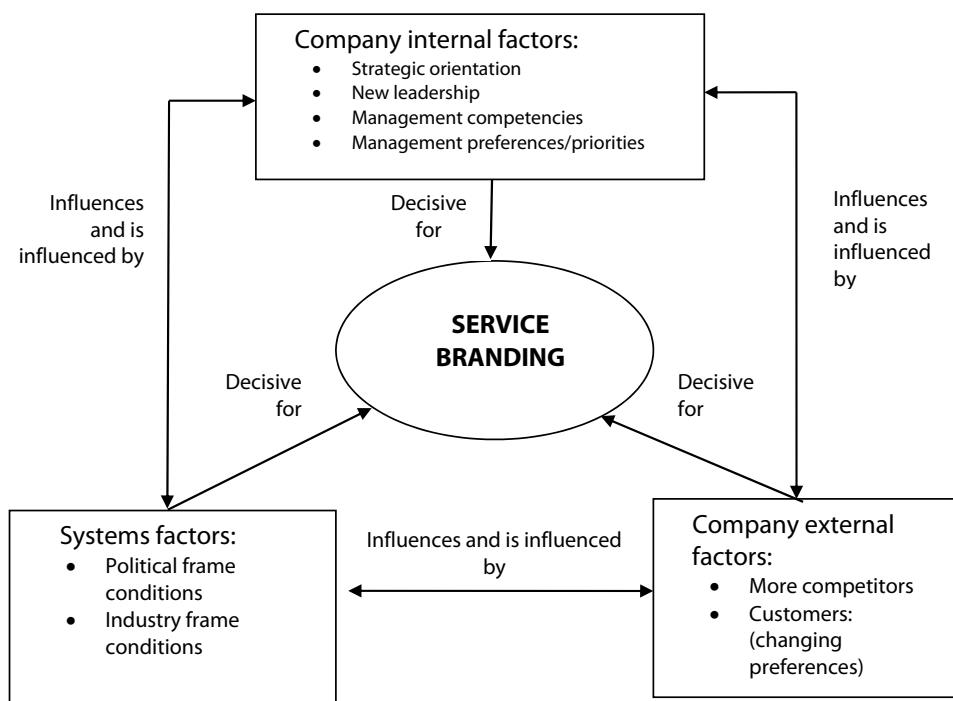 Company internal factors:
• Strategic orientation
• New leadership
• Management competencies
• Management preferences/priorities
Influences
and is
influenced by
Decisive
for
Influences
and is
influenced
by
SERVICE
BRANDING
Decisive
for
Decisive
for
Systems factors:
• Political frame
conditions
• Industry frame
conditions
Influences and is influenced
by
Company external
factors:
• More competitors
• Customers:
(changing
preferences)